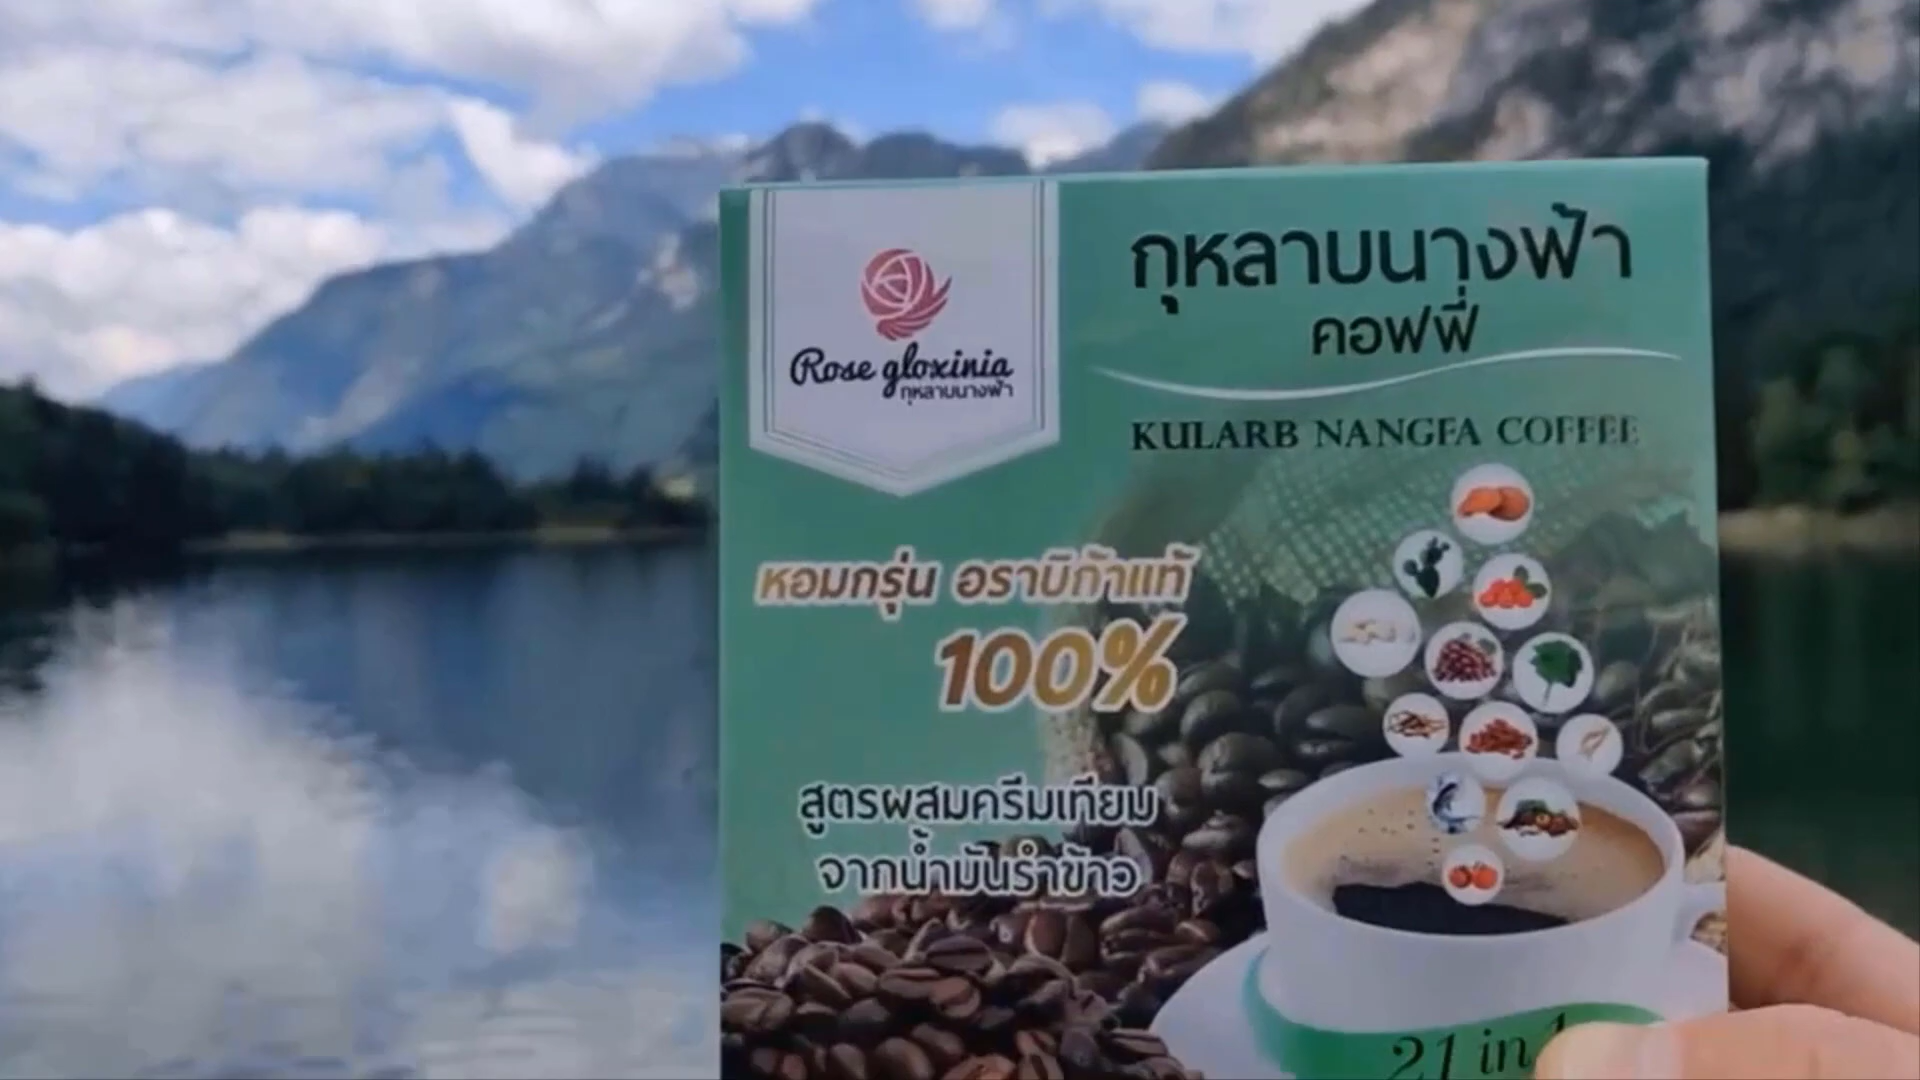 Rose gloxinia
กุหลาบนางฟ้า
กุหลาบนางฟ้า
คอฟฟี่
KULARB NANGFA COFFEE
หอมกรุ่น อราบิก้าแท้
100%
สูตรผสมครีมเทียม
จากน้ำมันรำข้าว
21 in